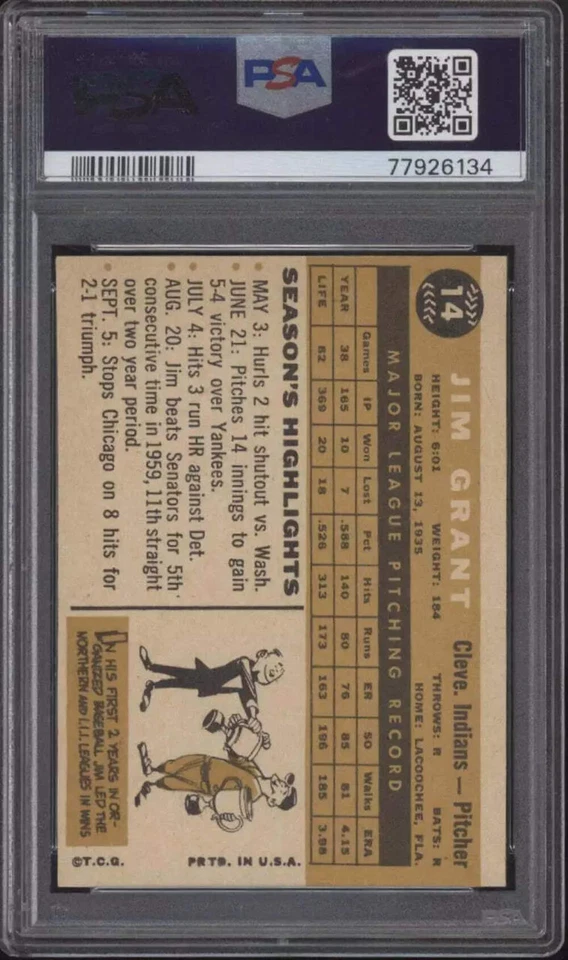 PSA
77926134
14
JIM GRANT
Cleve. Indians — Pitcher
HEIGHT: 6:01 WEIGHT: 184 THROWS: R BATS: R
BORN: AUGUST 13, 1935 HOME: LACOOCHEE, FLA.
MAJOR LEAGUE PITCHING RECORD
Games IP Won Lost Pct Hits Runs ER SO Walks ERA
YEAR 38 165 10 7 .588 140 80 76 85 81 4.15
LIFE 62 369 20 18 .526 313 173 163 196 185 3.98
SEASON'S HIGHLIGHTS
• MAY 3: Hurls 2 hit shutout vs. Wash.
• JUNE 21: Pitches 14 innings to gain
5-4 victory over Yankees.
• JULY 4: Hits 3 run HR against Det.
• AUG. 20: Jim beats Senators for 5th
consecutive time in 1959, 11th straight
over two year period.
• SEPT. 5: Stops Chicago on 8 hits for
2-1 triumph.
IN HIS FIRST 2 YEARS IN OR-
GANIZED BASEBALL JIM LED THE
NORTHERN AND I.I.I. LEAGUES IN WINS
©T.C.G. PRTD. IN U.S.A.
PSA